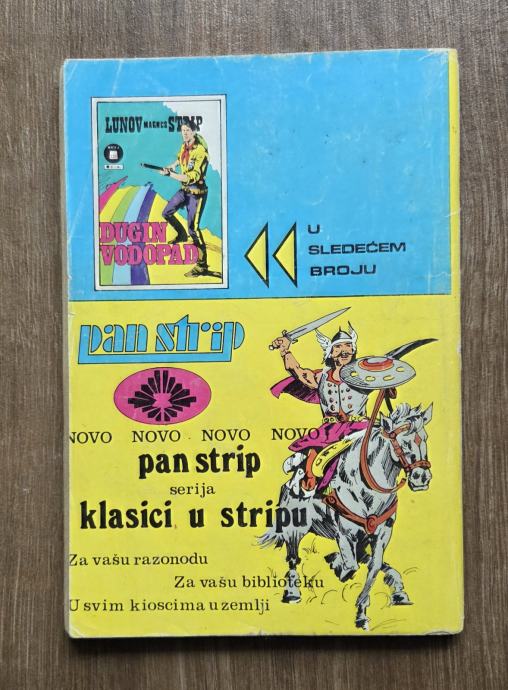 LUNOV MAGNUS STRIP
DUGIN
VODOPAD
U
SLEDEĆEM
BROJU
pan strip
NOVO NOVO NOVO NOVO
pan strip
serija
klasici u stripu
Za vašu razonodu
Za vašu biblioteku
U svim kioscima u zemlji